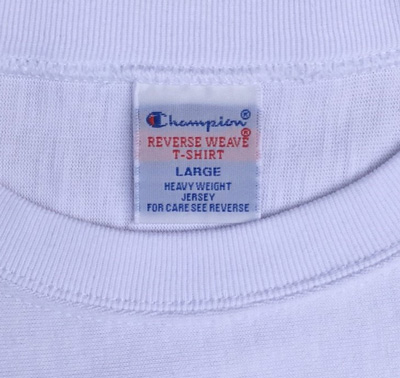 Champion®
REVERSE WEAVE®
T-SHIRT
LARGE
HEAVY WEIGHT
JERSEY
FOR CARE SEE REVERSE